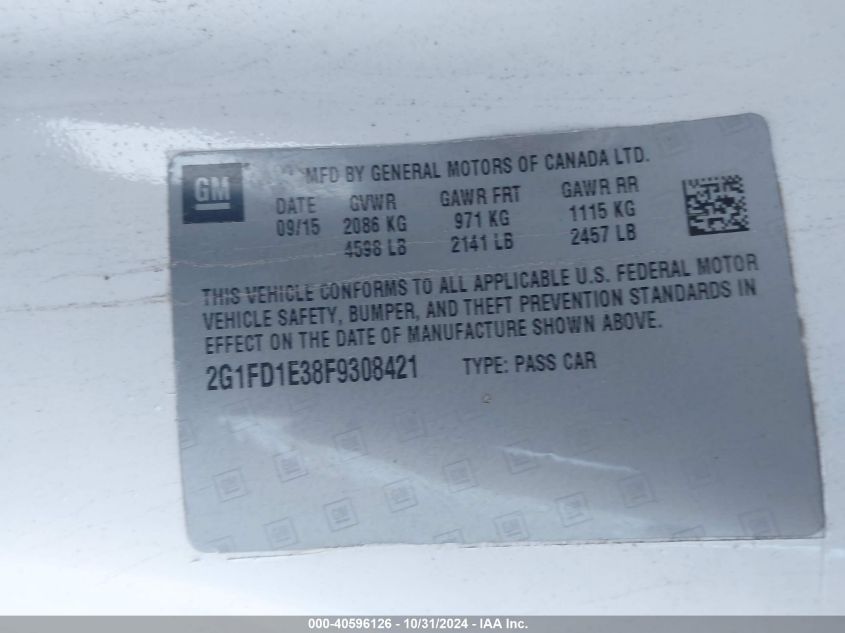 GM
MFD BY GENERAL MOTORS OF CANADA LTD.
DATE GVWR GAWR FRT GAWR RR
09/15 2086 KG 971 KG 1115 KG
4598 LB 2141 LB 2457 LB
THIS VEHICLE CONFORMS TO ALL APPLICABLE U.S. FEDERAL MOTOR
VEHICLE SAFETY, BUMPER, AND THEFT PREVENTION STANDARDS IN
EFFECT ON THE DATE OF MANUFACTURE SHOWN ABOVE.
2G1FD1E38F9308421 TYPE: PASS CAR
000-40596126 - 10/31/2024 - IAA Inc.